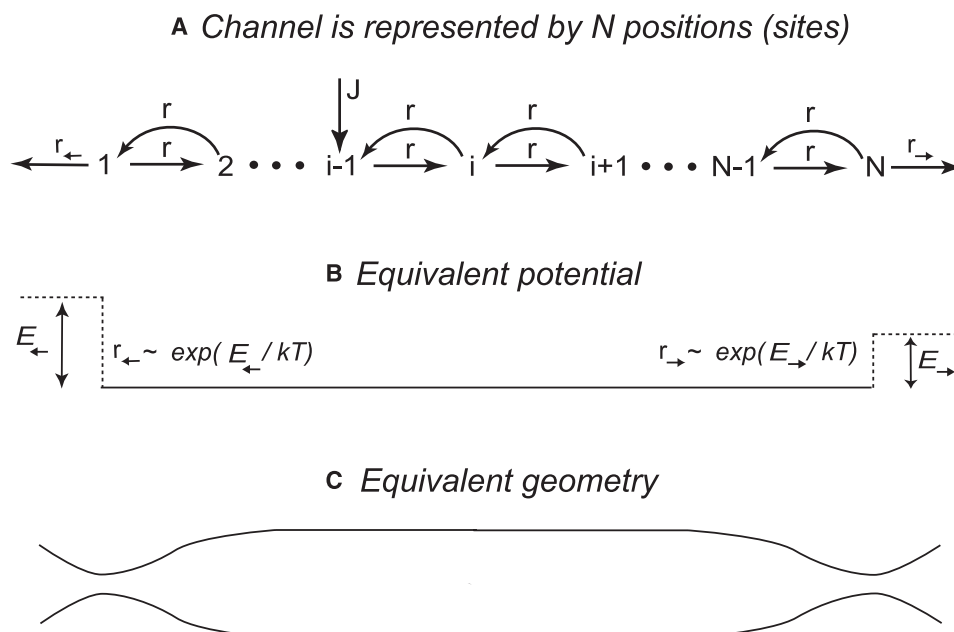 A Channel is represented by N positions (sites)
J
r r r r
r← 1 r 2 • • • i-1 r i r i+1 • • • N-1 r N r→
B Equivalent potential
E← r← ~ exp(E←/kT) r→ ~ exp(E→/kT) E→
C Equivalent geometry